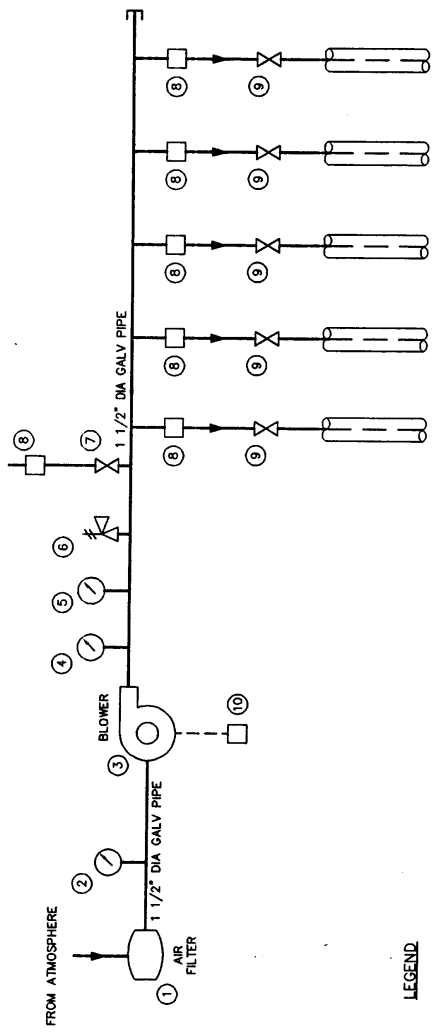 FROM ATMOSPHERE
AIR
FILTER
①
1 1/2" DIA GALV PIPE
②
BLOWER
③
⑩
④
⑤
⑥
⑦
⑧
1 1/2" DIA GALV PIPE
⑧
⑨
⑧
⑨
⑧
⑨
⑧
⑨
⑧
⑨
LEGEND